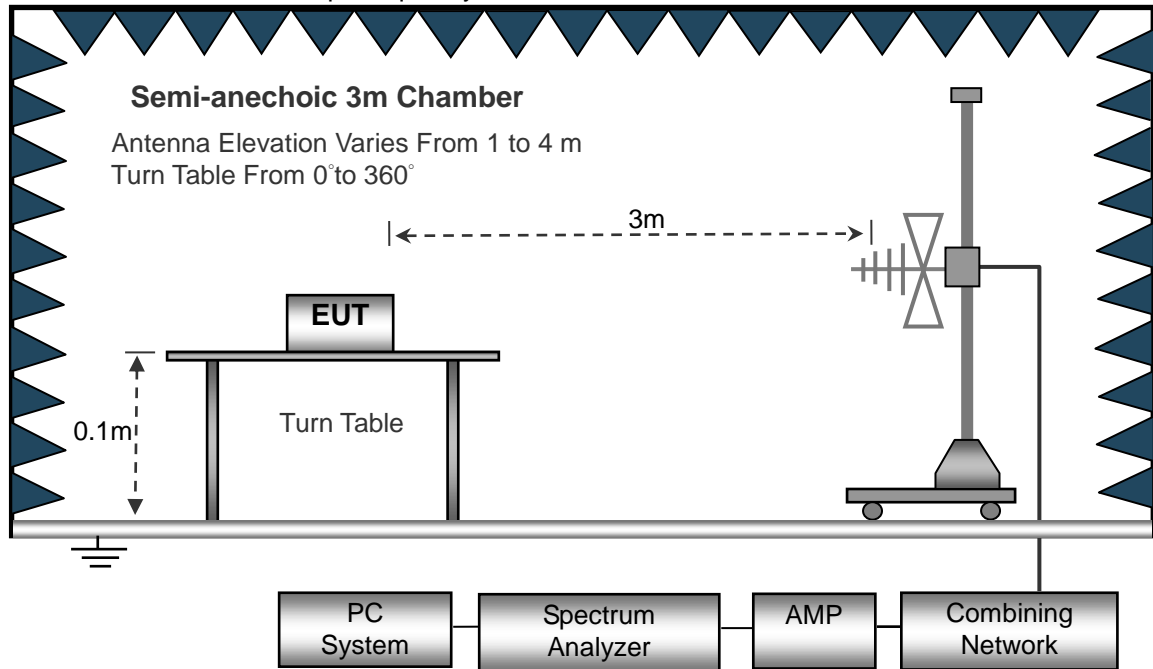 Semi-anechoic 3m Chamber
Antenna Elevation Varies From 1 to 4 m
Turn Table From 0°to 360°
3m
EUT
0.1m
Turn Table
PC
System
Spectrum
Analyzer
AMP
Combining
Network